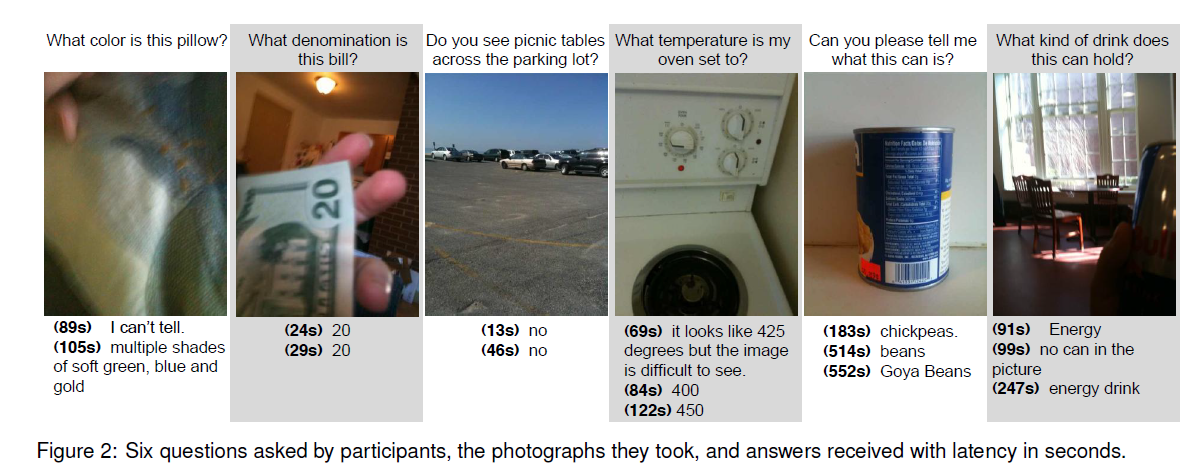 What color is this pillow?
What denomination is
this bill?
Do you see picnic tables
across the parking lot?
What temperature is my
oven set to?
Can you please tell me
what this can is?
What kind of drink does
this can hold?
20
Nutrition Facts
(89s) I can't tell.
(105s) multiple shades
of soft green, blue and
gold
(24s) 20
(29s) 20
(13s) no
(46s) no
(69s) it looks like 425
degrees but the image
is difficult to see.
(84s) 400
(122s) 450
(183s) chickpeas.
(514s) beans
(552s) Goya Beans
(91s) Energy
(99s) no can in the
picture
(247s) energy drink
Figure 2: Six questions asked by participants, the photographs they took, and answers received with latency in seconds.